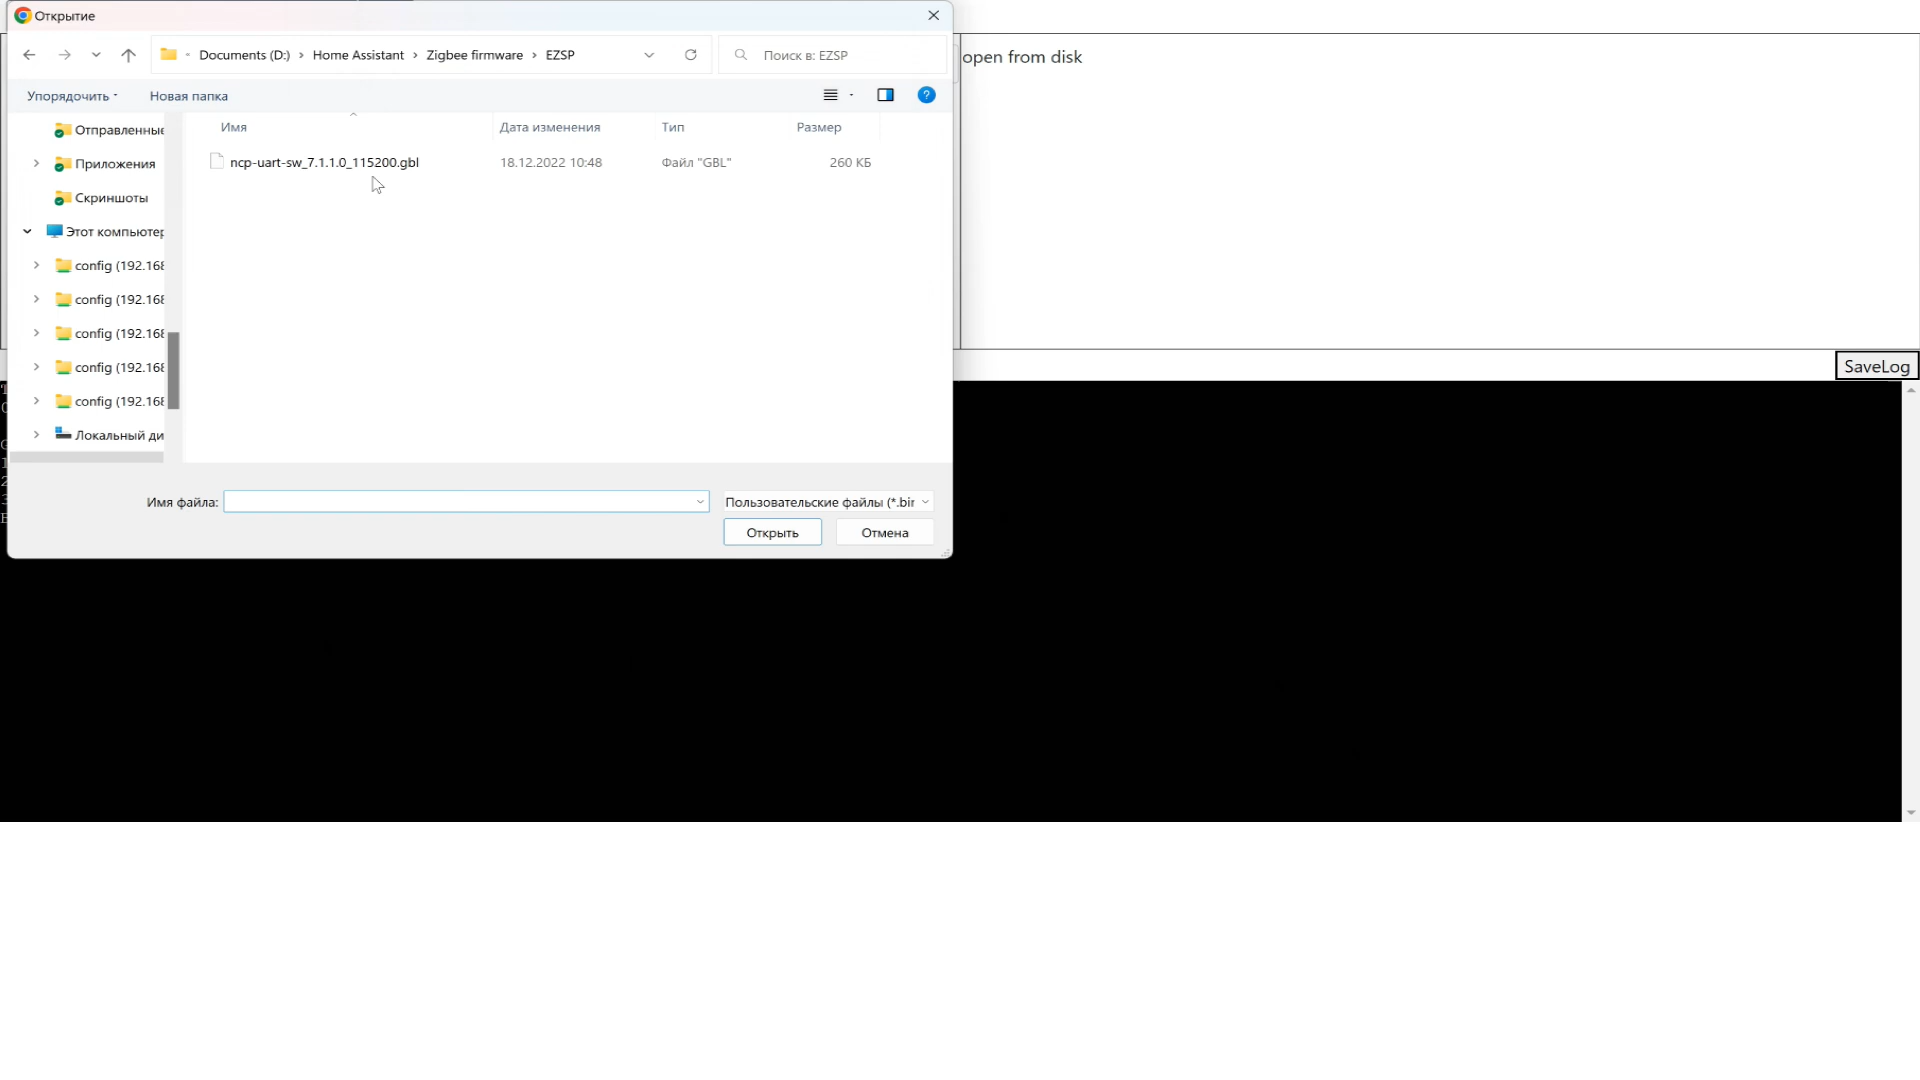 Открытие
Documents (D:) › Home Assistant › Zigbee firmware › EZSP
Поиск в: EZSP
open from disk
Упорядочить
Новая папка
Имя
Дата изменения
Тип
Размер
ncp-uart-sw_7.1.1.0_115200.gbl
18.12.2022 10:48
Файл "GBL"
260 КБ
Отправленные
Приложения
Скриншоты
Этот компьютер
config (192.168
config (192.168
config (192.168
config (192.168
config (192.168
Локальный ди
SaveLog
Имя файла:
Пользовательские файлы (*.bin
Открыть
Отмена